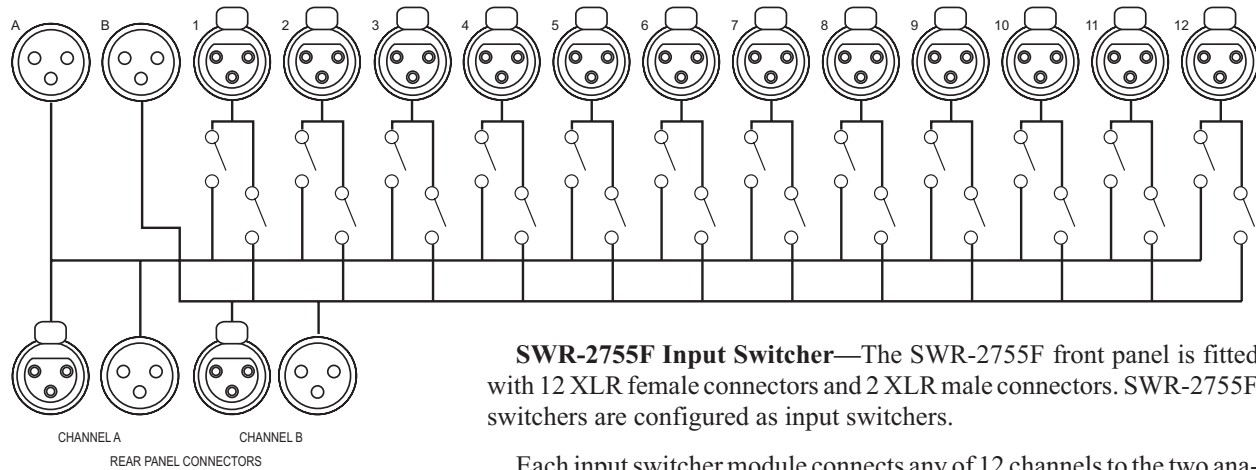 A B 1 2 3 4 5 6 7 8 9 10 11 12
CHANNEL A CHANNEL B
REAR PANEL CONNECTORS
SWR-2755F Input Switcher—The SWR-2755F front panel is fitted
with 12 XLR female connectors and 2 XLR male connectors. SWR-2755F
switchers are configured as input switchers.
Each input switcher module connects any of 12 channels to the two ana-